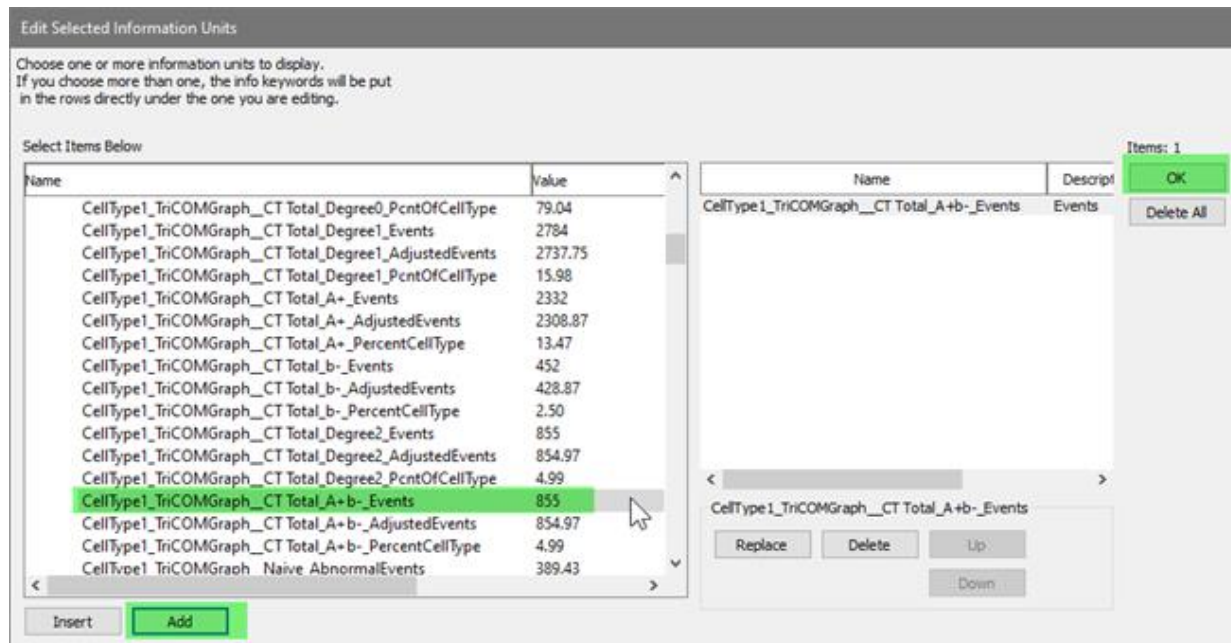 Edit Selected Information Units
Choose one or more information units to display.
If you choose more than one, the info keywords will be put
in the rows directly under the one you are editing.
Select Items Below
Name Value
CellType1_TriCOMGraph__CT Total_Degree0_PcntOfCellType 79.04
CellType1_TriCOMGraph__CT Total_Degree1_Events 2784
CellType1_TriCOMGraph__CT Total_Degree1_AdjustedEvents 2737.75
CellType1_TriCOMGraph__CT Total_Degree1_PcntOfCellType 15.98
CellType1_TriCOMGraph__CT Total_A+_Events 2332
CellType1_TriCOMGraph__CT Total_A+_AdjustedEvents 2308.87
CellType1_TriCOMGraph__CT Total_A+_PercentCellType 13.47
CellType1_TriCOMGraph__CT Total_b-_Events 452
CellType1_TriCOMGraph__CT Total_b-_AdjustedEvents 428.87
CellType1_TriCOMGraph__CT Total_b-_PercentCellType 2.50
CellType1_TriCOMGraph__CT Total_Degree2_Events 855
CellType1_TriCOMGraph__CT Total_Degree2_AdjustedEvents 854.97
CellType1_TriCOMGraph__CT Total_Degree2_PcntOfCellType 4.99
CellType1_TriCOMGraph__CT Total_A+b-_Events 855
CellType1_TriCOMGraph__CT Total_A+b-_AdjustedEvents 854.97
CellType1_TriCOMGraph__CT Total_A+b-_PercentCellType 4.99
CellType1_TriCOMGraph__Naive_AbnormalEvents 389.43
Insert Add
Name Descript
CellType1_TriCOMGraph__CT Total_A+b-_Events Events
CellType1_TriCOMGraph__CT Total_A+b-_Events
Replace Delete Up
Down
Items: 1
OK
Delete All